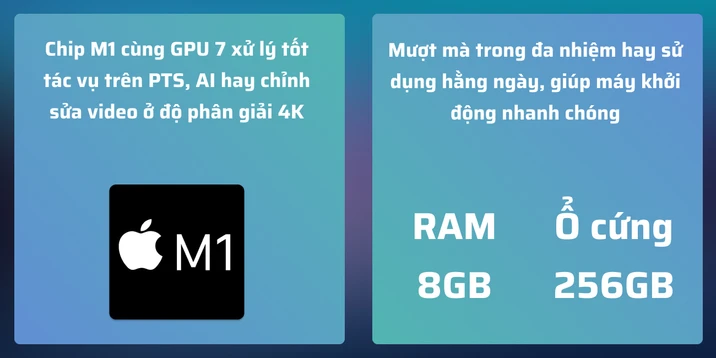 Chip M1 cùng GPU 7 xử lý tốt
tác vụ trên PTS, AI hay chỉnh
sửa video ở độ phân giải 4K
M1
Mượt mà trong đa nhiệm hay sử
dụng hằng ngày, giúp máy khởi
động nhanh chóng
RAM
8GB
Ổ cứng
256GB